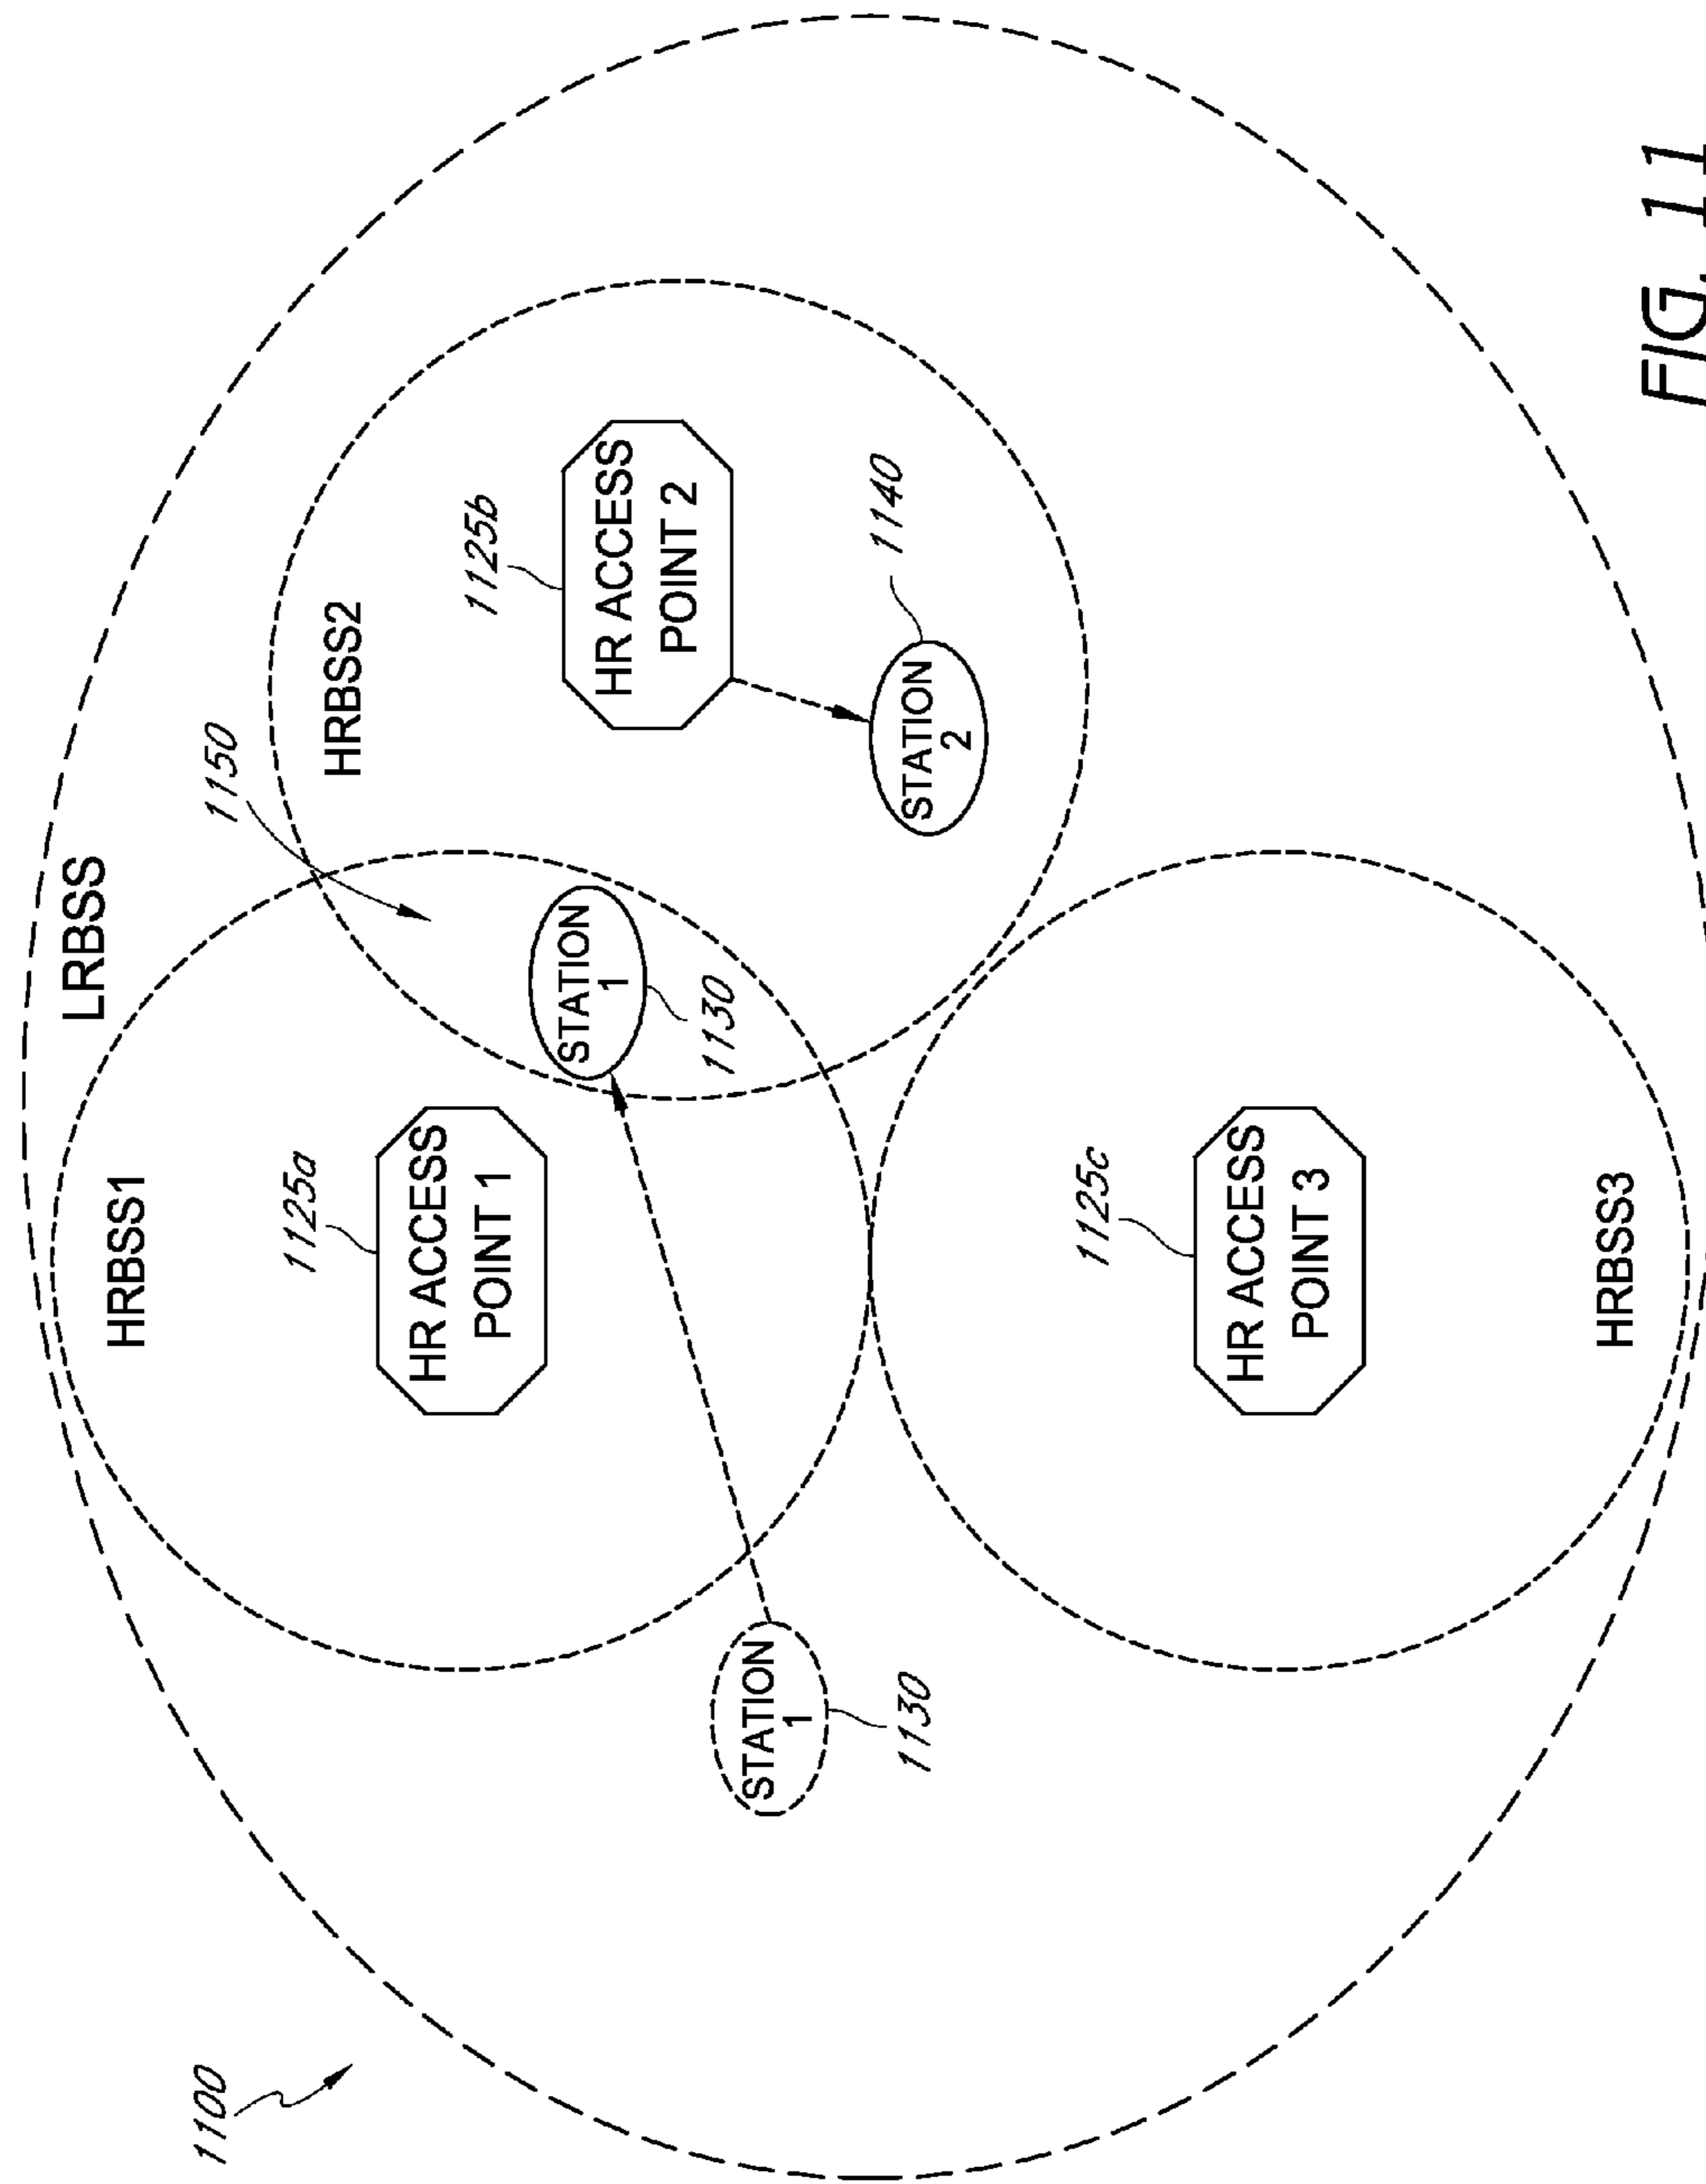 1100
LRBSS
HRBSS1
1150
HRBSS2
1125a
HR ACCESS
POINT 1
STATION
1
1130
1125b
HR ACCESS
POINT 2
1140
STATION
2
STATION
1
1130
1125c
HR ACCESS
POINT 3
HRBSS3
FIG. 11